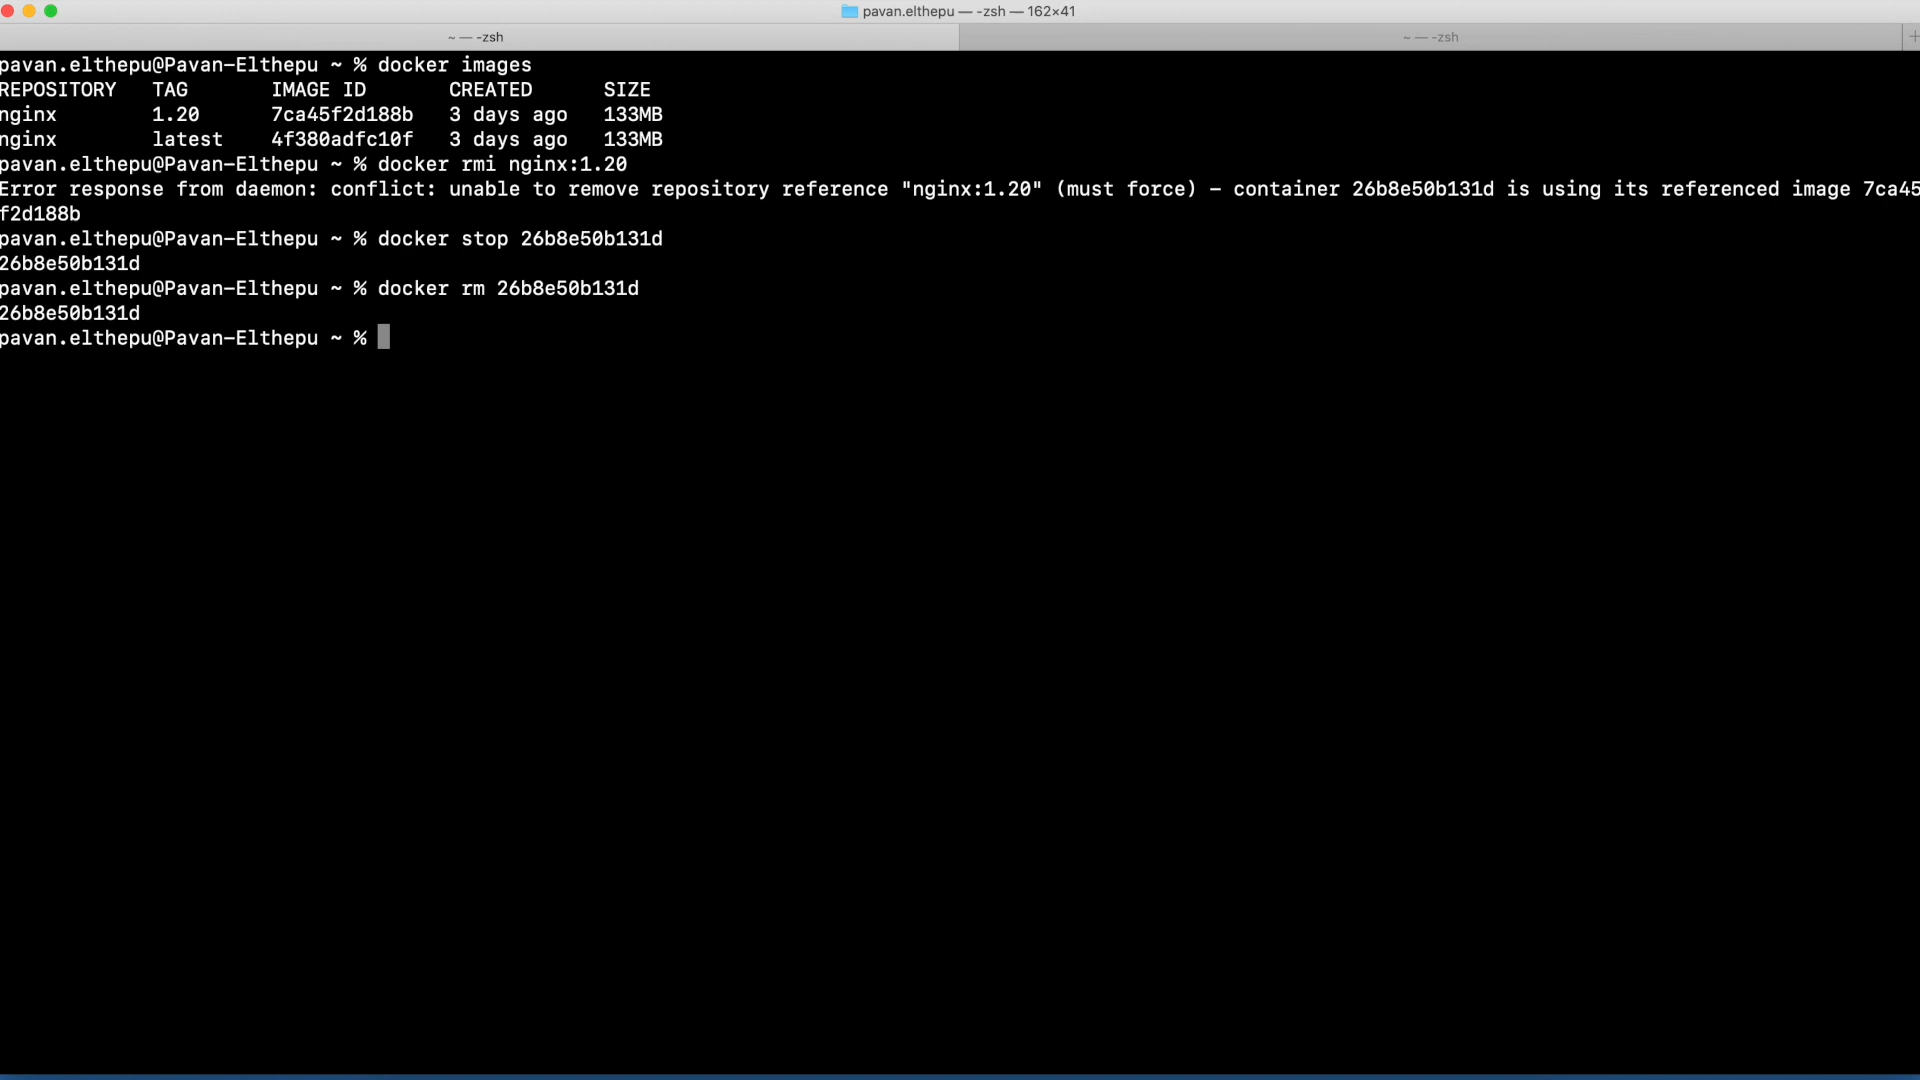 pavan.elthepu — -zsh — 162×41
~ — -zsh
~ — -zsh
pavan.elthepu@Pavan-Elthepu ~ % docker images
REPOSITORY   TAG       IMAGE ID       CREATED      SIZE
nginx        1.20      7ca45f2d188b   3 days ago   133MB
nginx        latest    4f380adfc10f   3 days ago   133MB
pavan.elthepu@Pavan-Elthepu ~ % docker rmi nginx:1.20
Error response from daemon: conflict: unable to remove repository reference "nginx:1.20" (must force) - container 26b8e50b131d is using its referenced image 7ca45
f2d188b
pavan.elthepu@Pavan-Elthepu ~ % docker stop 26b8e50b131d
26b8e50b131d
pavan.elthepu@Pavan-Elthepu ~ % docker rm 26b8e50b131d
26b8e50b131d
pavan.elthepu@Pavan-Elthepu ~ %